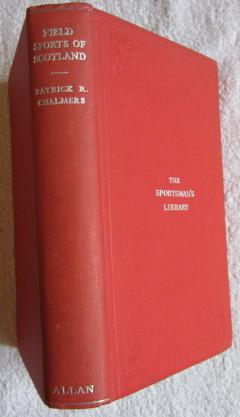 FIELD
SPORTS OF
SCOTLAND
PATRICK R.
CHALMERS
ALLAN
THE
SPORTSMAN'S
LIBRARY